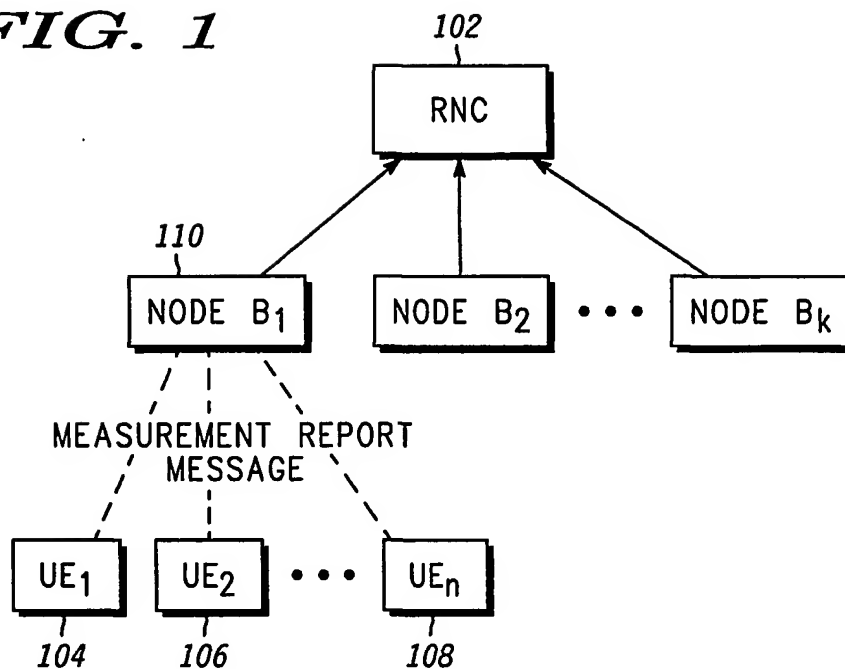 FIG. 1
102
RNC
110
NODE B1 NODE B2 ••• NODE Bk
MEASUREMENT REPORT
MESSAGE
UE1 UE2 ••• UEn
104 106 108